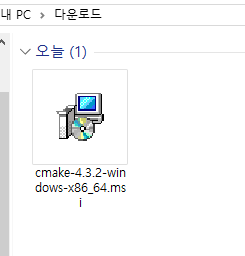 내 PC > 다운로드
오늘 (1)
cmake-4.3.2-win
dows-x86_64.ms
i